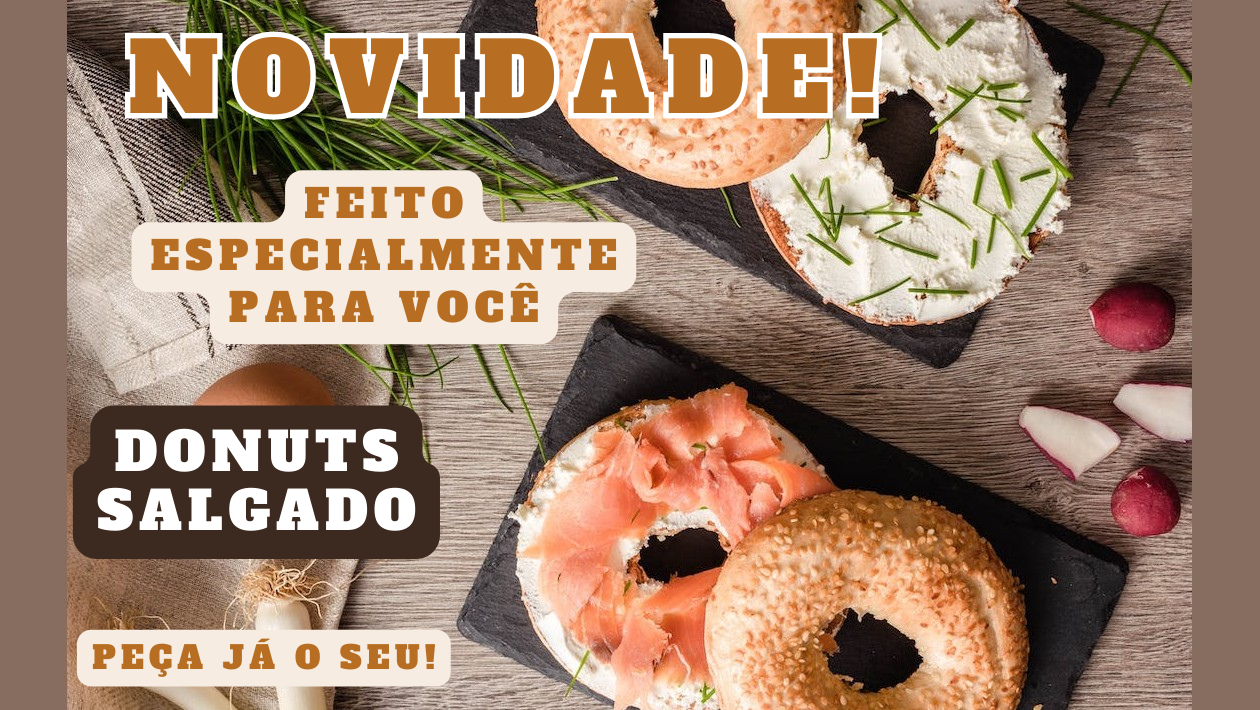 NOVIDADE!
FEITO
ESPECIALMENTE
PARA VOCÊ
DONUTS
SALGADO
PEÇA JÁ O SEU!